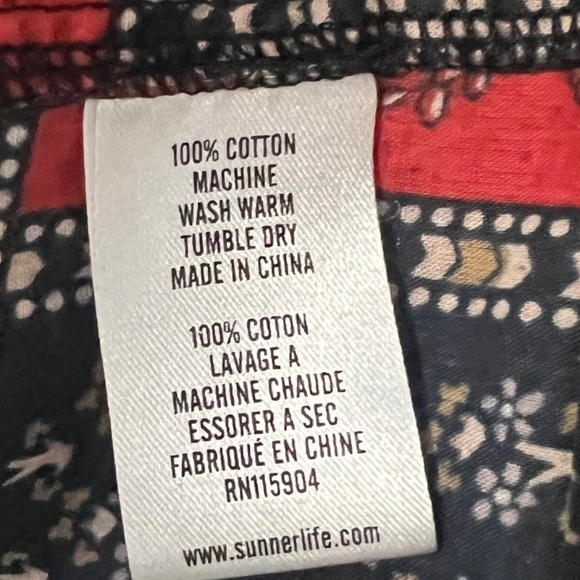 100% COTTON
MACHINE
WASH WARM
TUMBLE DRY
MADE IN CHINA
100% COTON
LAVAGE A
MACHINE CHAUDE
ESSORER A SEC
FABRIQUÉ EN CHINE
RN115904
www.sunnerlife.com